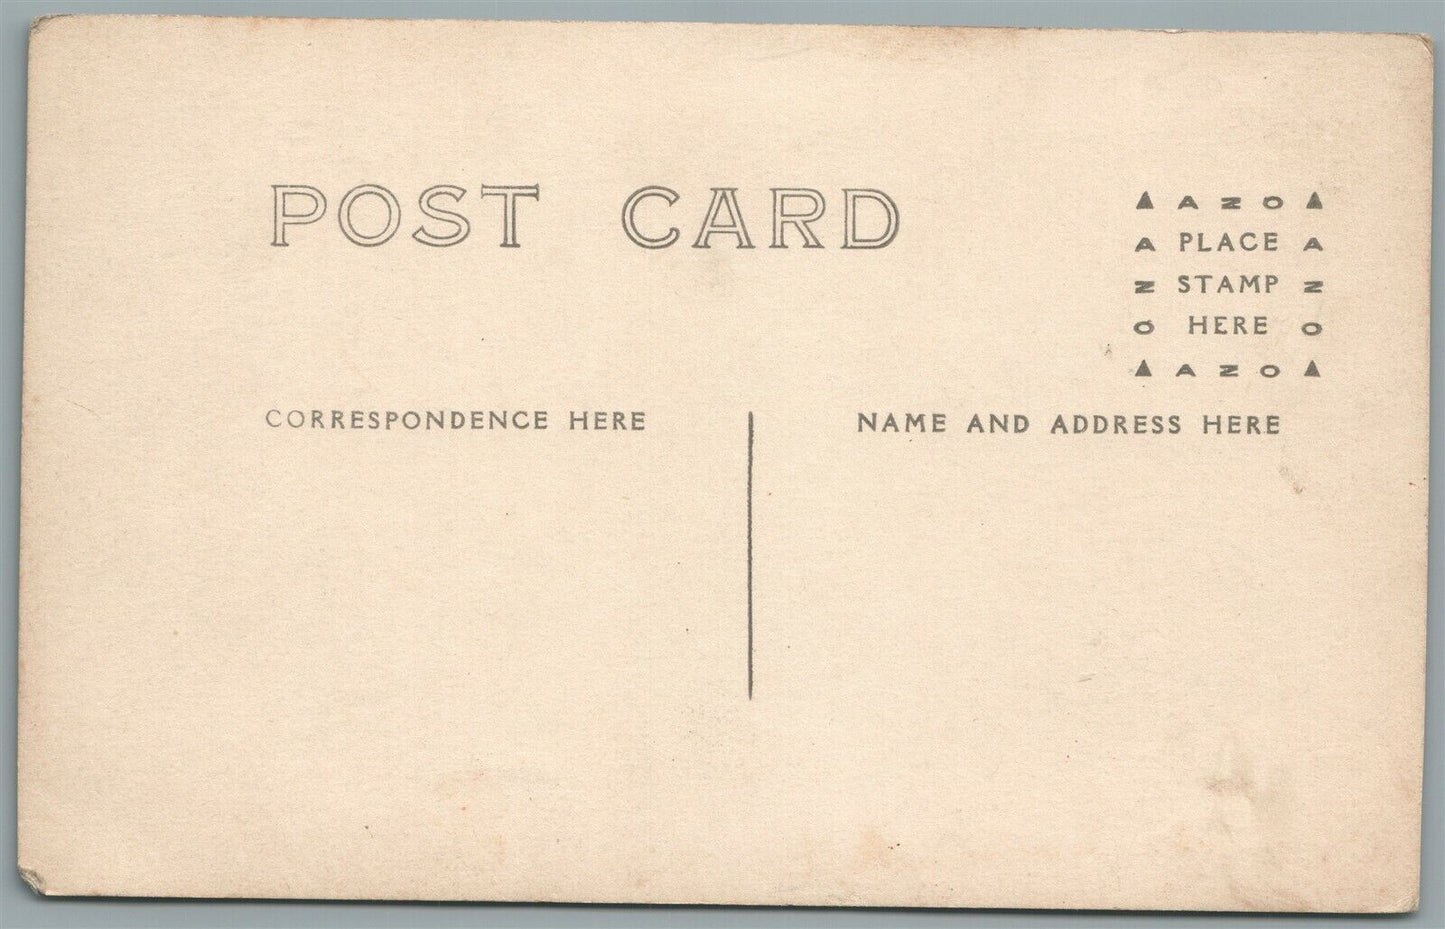 POST CARD
▲ AZO ▲
A PLACE A
Z STAMP Z
O HERE O
▲ AZO ▲
CORRESPONDENCE HERE
NAME AND ADDRESS HERE